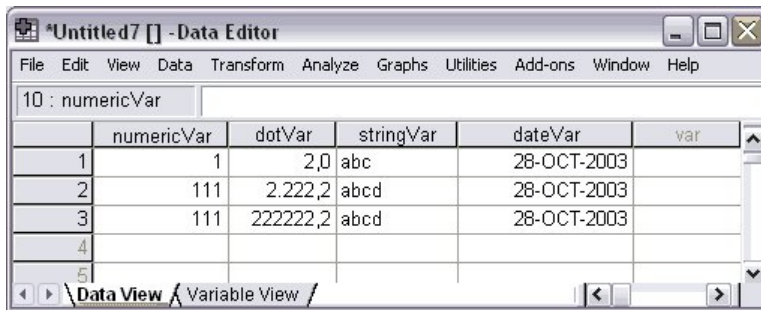 *Untitled7 [] - Data Editor
File Edit View Data Transform Analyze Graphs Utilities Add-ons Window Help
10 : numericVar
numericVar dotVar stringVar dateVar var
1 1 2,0 abc 28-OCT-2003
2 111 2.222,2 abcd 28-OCT-2003
3 111 222222,2 abcd 28-OCT-2003
4
5
Data View Variable View